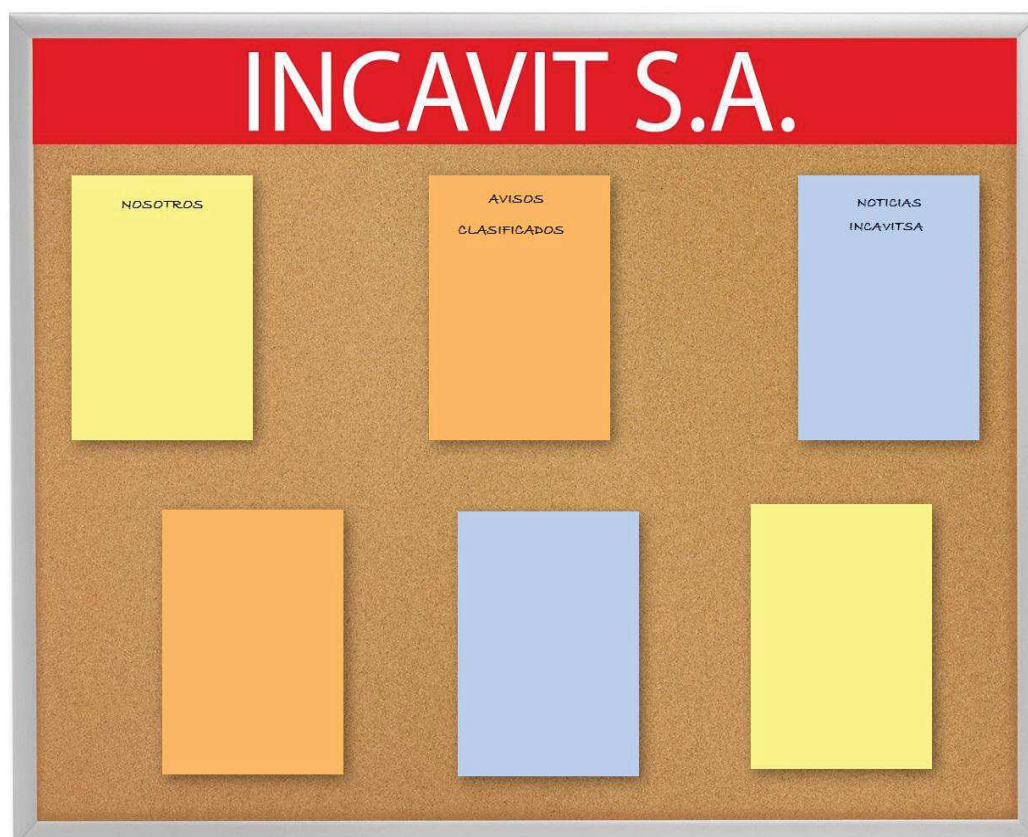 INCAVIT S.A.
NOSOTROS
AVISOS
CLASIFICADOS
NOTICIAS
INCAVITSA